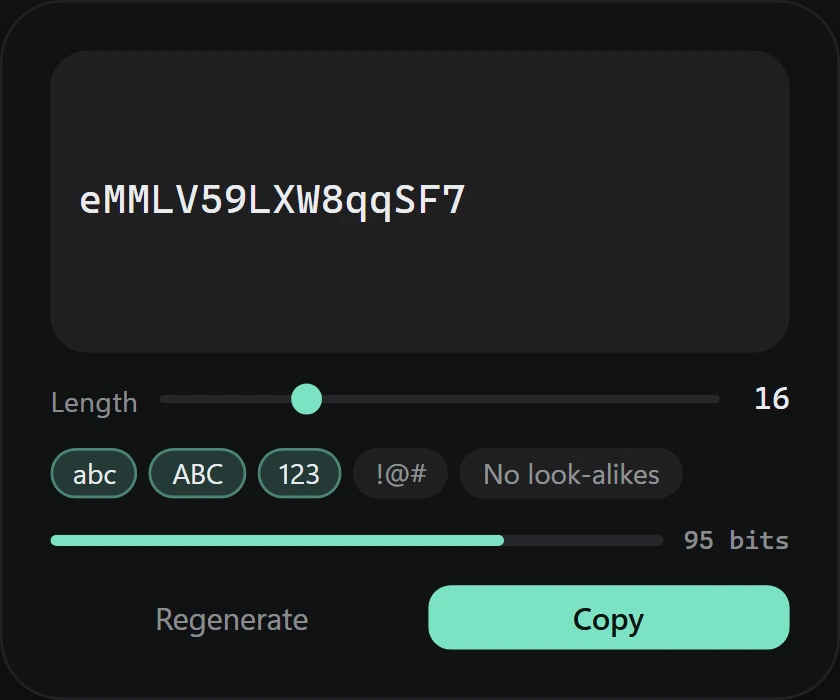 eMMLV59LXW8qqSF7
Length 16
abc ABC 123 !@# No look-alikes
95 bits
Regenerate Copy